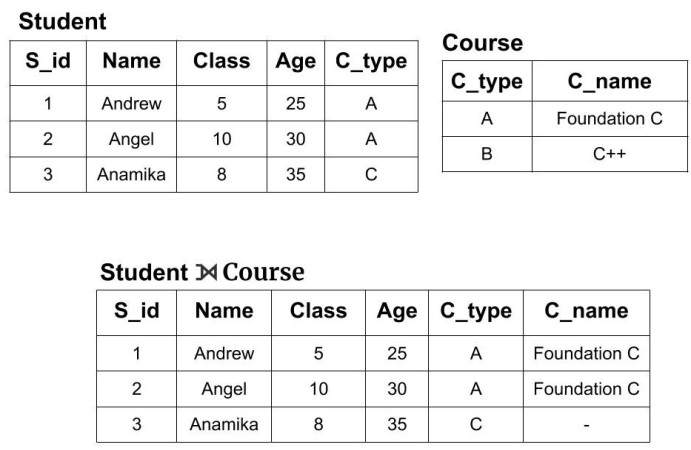 Student
S_id Name Class Age C_type
1 Andrew 5 25 A
2 Angel 10 30 A
3 Anamika 8 35 C
Course
C_type C_name
A Foundation C
B C++
Student ⟕ Course
S_id Name Class Age C_type C_name
1 Andrew 5 25 A Foundation C
2 Angel 10 30 A Foundation C
3 Anamika 8 35 C -